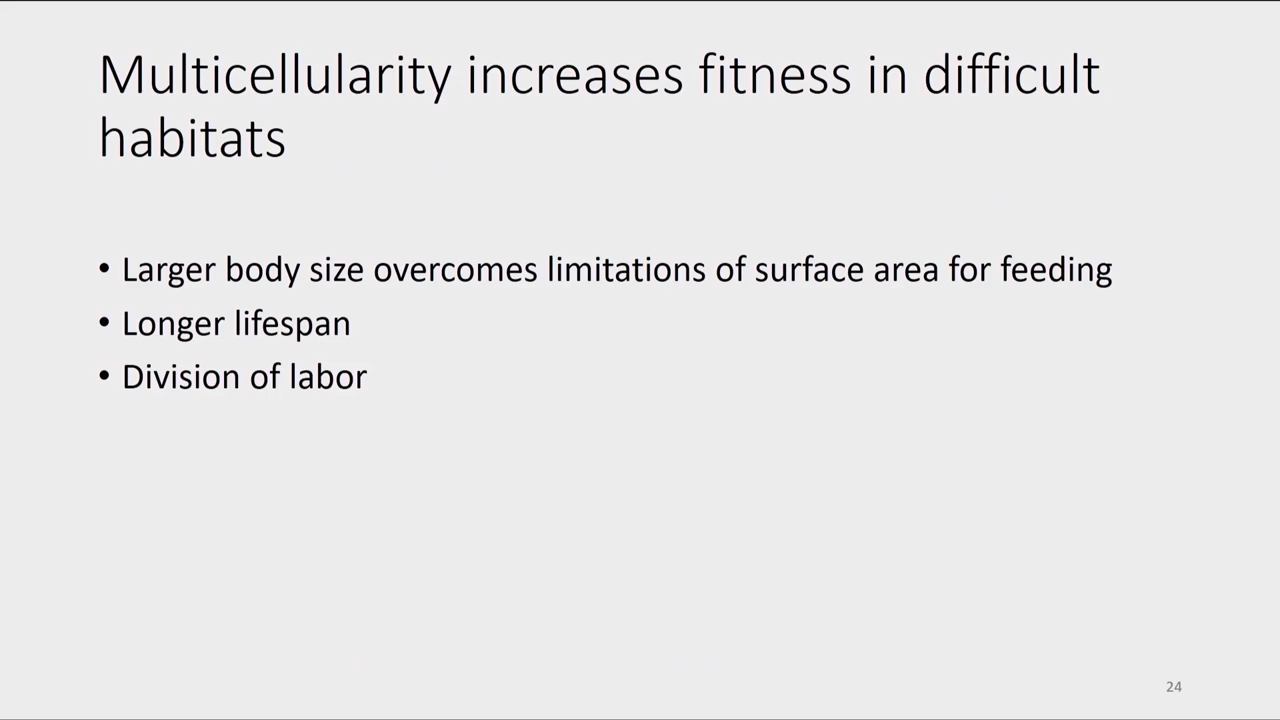 Multicellularity increases fitness in difficult
habitats
• Larger body size overcomes limitations of surface area for feeding
• Longer lifespan
• Division of labor
24